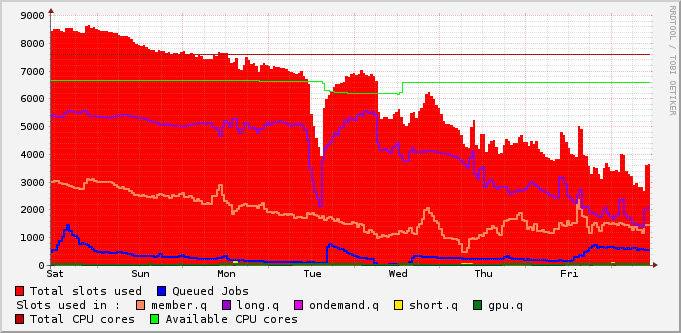 9000
8000
7000
6000
5000
4000
3000
2000
1000
0
Sat Sun Mon Tue Wed Thu Fri
RRDTOOL / TOBI OETIKER
Total slots used Queued Jobs
Slots used in : member.q long.q ondemand.q short.q gpu.q
Total CPU cores Available CPU cores